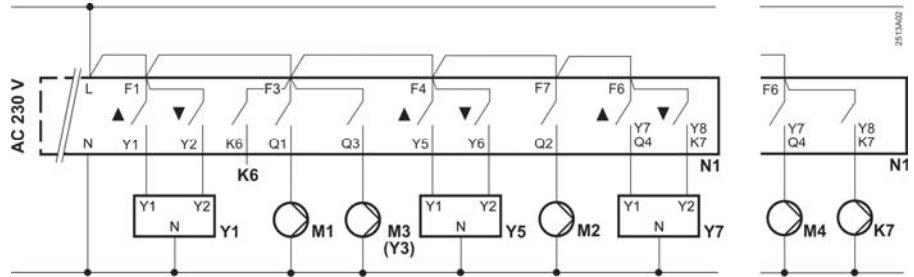 2513A02
AC 230 V
L F1 F3 F4 F7 F6 F6
▲ ▼ ▲ ▼ ▲ ▼ ▲
Y7 Y8 Y7 Y8
N Y1 Y2 K6 Q1 Q3 Y5 Y6 Q2 Q4 K7 Q4 K7
K6 N1 N1
Y1 Y2 Y1 Y2 Y1 Y2
N Y1 M1 M3 N Y5 M2 N Y7 M4 K7
(Y3)